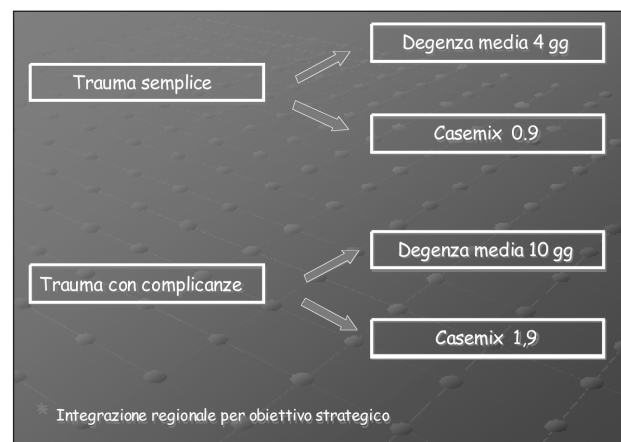 Trauma semplice
Degenza media 4 gg
Casemix 0.9
Trauma con complicanze
Degenza media 10 gg
Casemix 1,9
* Integrazione regionale per obiettivo strategico